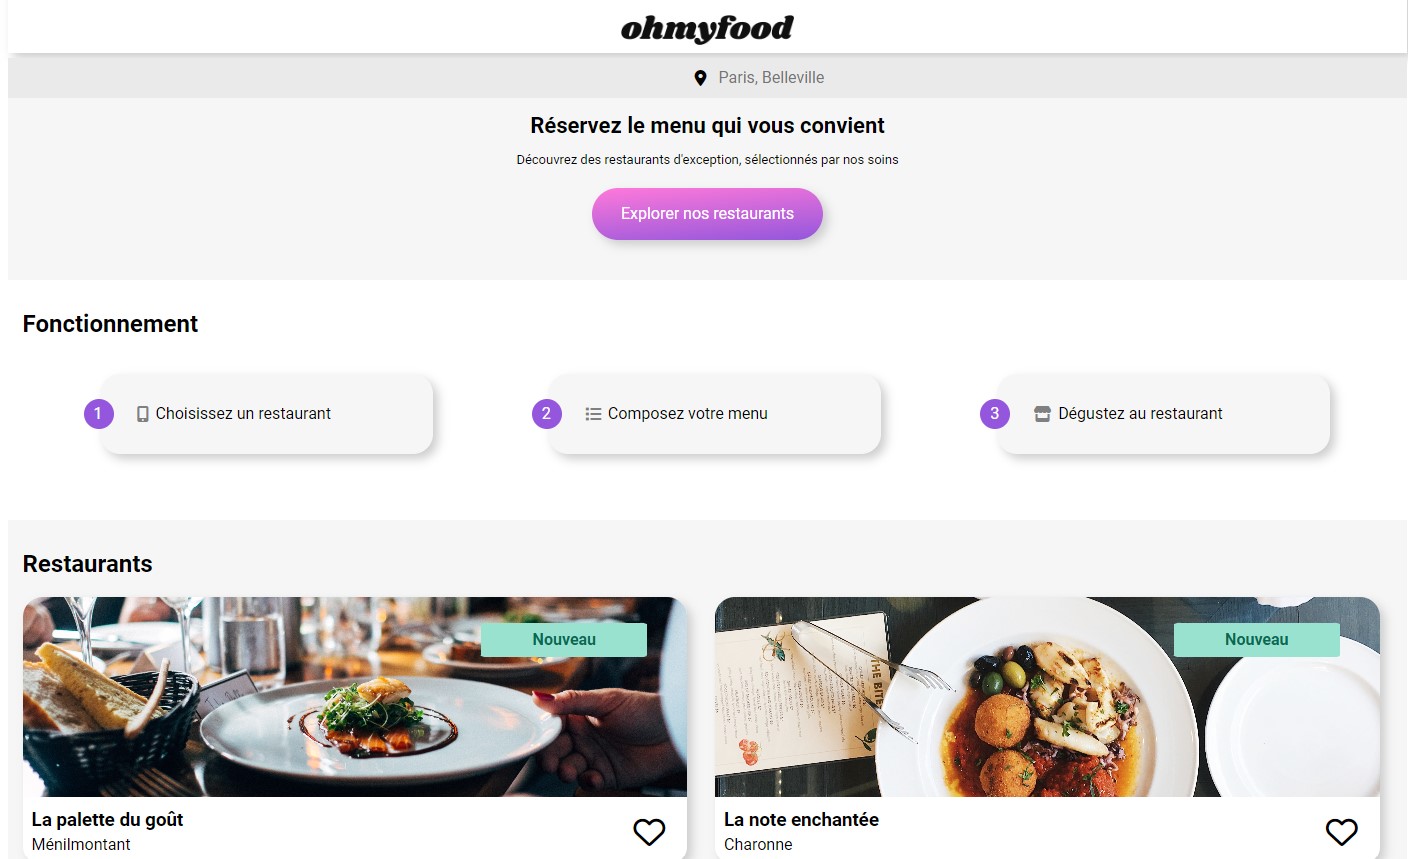 ohmyfood
Paris, Belleville
Réservez le menu qui vous convient
Découvrez des restaurants d'exception, sélectionnés par nos soins
Explorer nos restaurants
Fonctionnement
1 Choisissez un restaurant
2 Composez votre menu
3 Dégustez au restaurant
Restaurants
Nouveau
Nouveau
THE BITE
La palette du goût
Ménilmontant
La note enchantée
Charonne